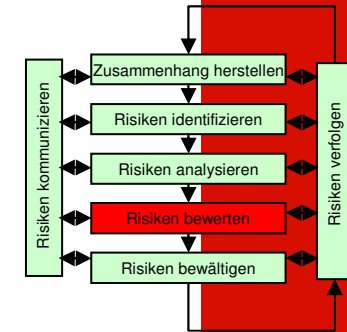 Risiken kommunizieren
Zusammenhang herstellen
Risiken identifizieren
Risiken analysieren
Risiken bewerten
Risiken bewältigen
Risiken verfolgen